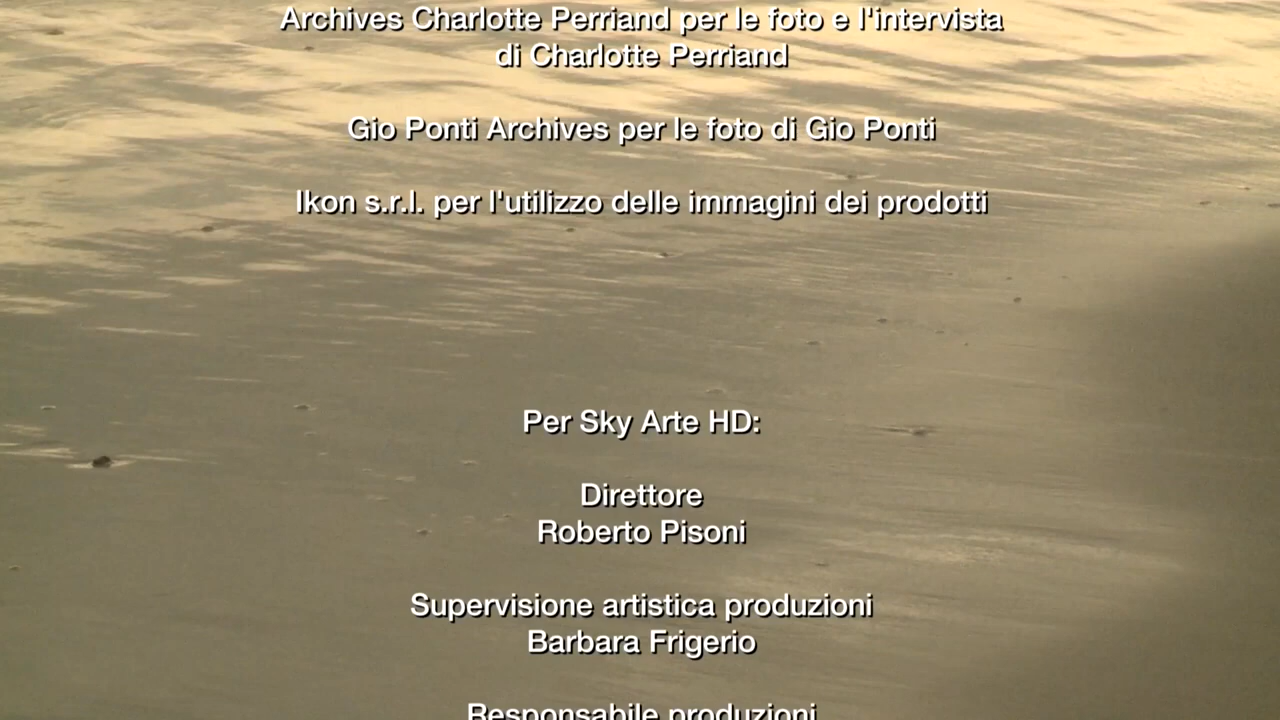 Archives Charlotte Perriand per le foto e l'intervista
di Charlotte Perriand
Gio Ponti Archives per le foto di Gio Ponti
Ikon s.r.l. per l'utilizzo delle immagini dei prodotti
Per Sky Arte HD:
Direttore
Roberto Pisoni
Supervisione artistica produzioni
Barbara Frigerio
Responsabile produzioni